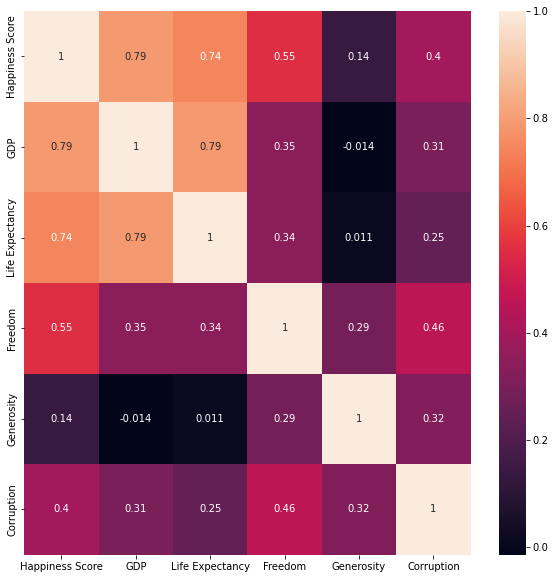 Happiness Score 1 0.79 0.74 0.55 0.14 0.4
GDP 0.79 1 0.79 0.35 -0.014 0.31
Life Expectancy 0.74 0.79 1 0.34 0.011 0.25
Freedom 0.55 0.35 0.34 1 0.29 0.46
Generosity 0.14 -0.014 0.011 0.29 1 0.32
Corruption 0.4 0.31 0.25 0.46 0.32 1
Happiness Score GDP Life Expectancy Freedom Generosity Corruption
1.0
0.8
0.6
0.4
0.2
0.0